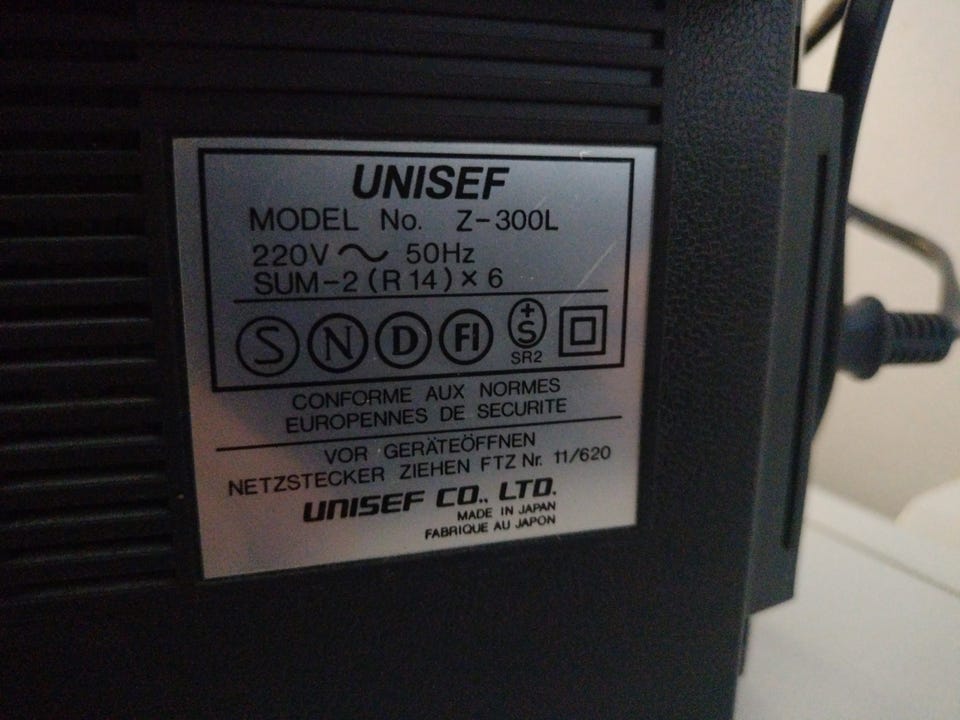 UNISEF
MODEL No. Z-300L
220V ~ 50Hz
SUM-2 (R14) × 6
S N D FI +S
SR2
CONFORME AUX NORMES
EUROPENNES DE SECURITE
VOR GERÄTEÖFFNEN
NETZSTECKER ZIEHEN FTZ Nr. 11/620
UNISEF CO., LTD.
MADE IN JAPAN
FABRIQUE AU JAPON